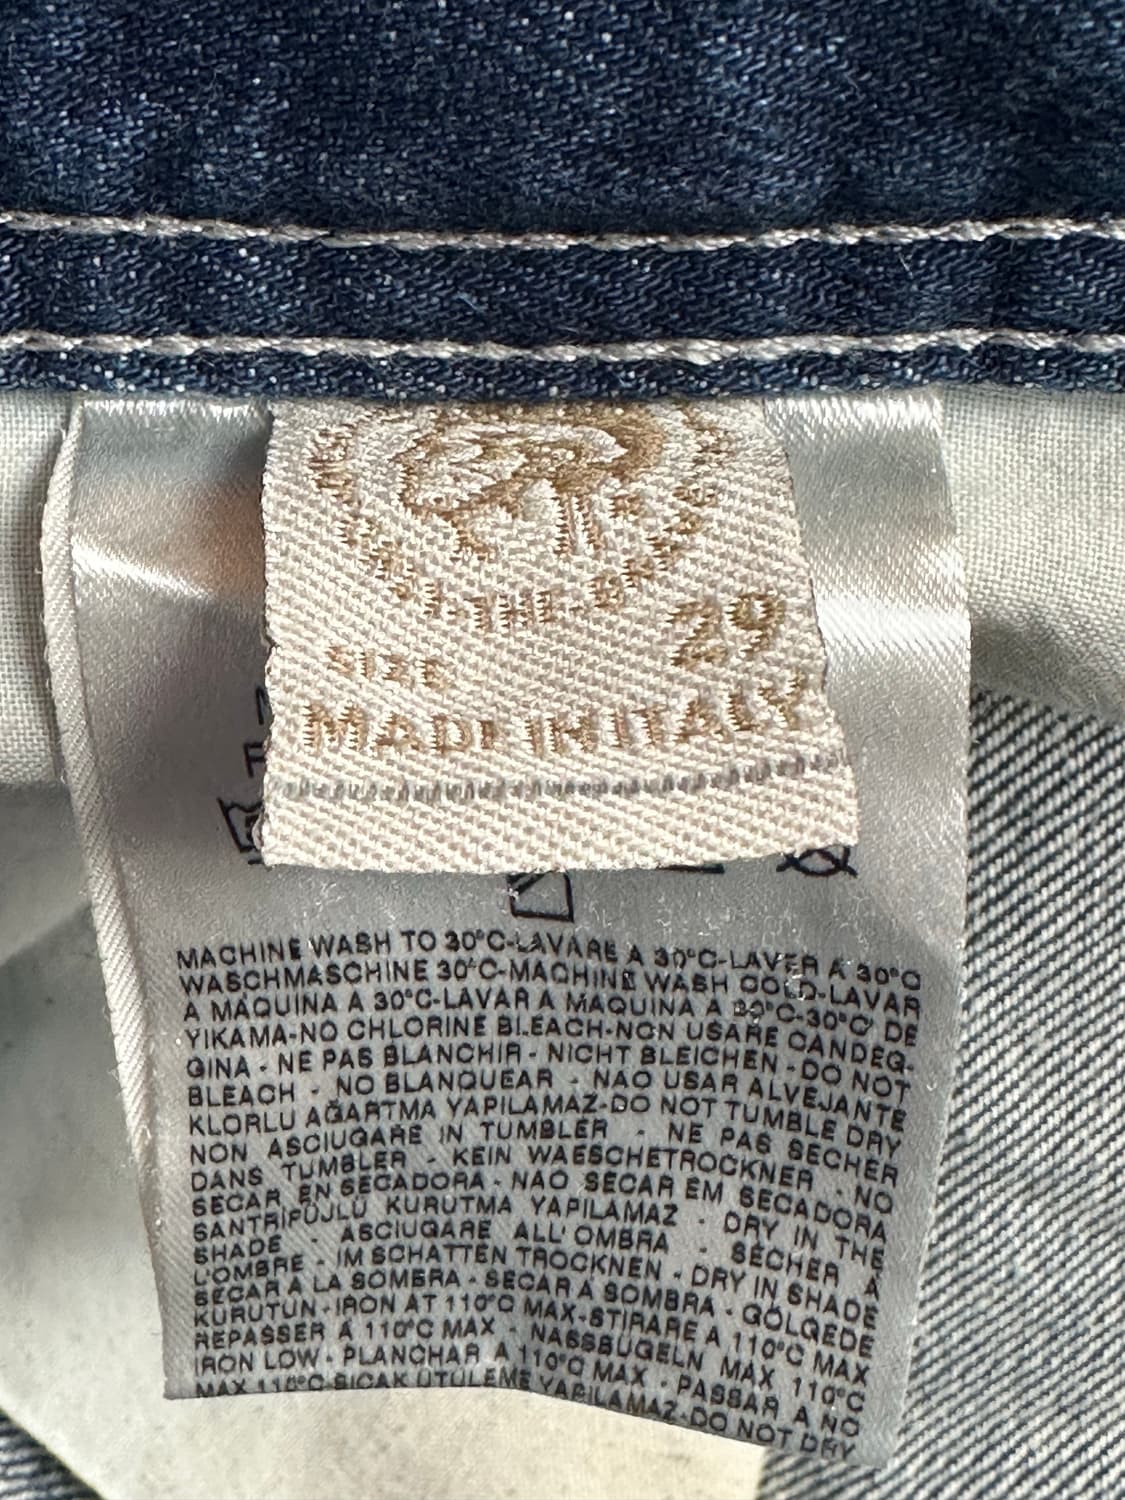 29
SIZE
MADE IN ITALY
MACHINE WASH TO 30°C-LAVARE A 30°C-LAVER A 30°C
WASCHMASCHINE 30°C-MACHINE WASH COLD-LAVAR
A MAQUINA A 30°C-LAVAR A MAQUINA A 30°C-30°C' DE
YIKAMA-NO CHLORINE BLEACH-NON USARE CANDEG-
GINA - NE PAS BLANCHIR - NICHT BLEICHEN - DO NOT
BLEACH - NO BLANQUEAR - NAO USAR ALVEJANTE
KLORLU AĞARTMA YAPILAMAZ-DO NOT TUMBLE DRY
NON ASCIUGARE IN TUMBLER - NE PAS SECHER
DANS TUMBLER - KEIN WAESCHETROCKNER - NO
SECAR EN SECADORA - NAO SECAR EM SECADORA
SANTRİFÜJLÜ KURUTMA YAPILAMAZ - DRY IN THE
SHADE - ASCIUGARE ALL'OMBRA - SECHER A
L'OMBRE - IM SCHATTEN TROCKNEN - DRY IN SHADE
SECAR A LA SOMBRA - SECAR A SOMBRA - GÖLGEDE
KURUTUN-IRON AT 110°C MAX-STIRARE A 110°C MAX
REPASSER A 110°C MAX - NASSBÜGELN MAX 110°C
IRON LOW - PLANCHAR A 110°C MAX - PASSAR A NO
MAX 110°C SICAK ÜTÜLEME YAPILAMAZ-DO NOT DRY